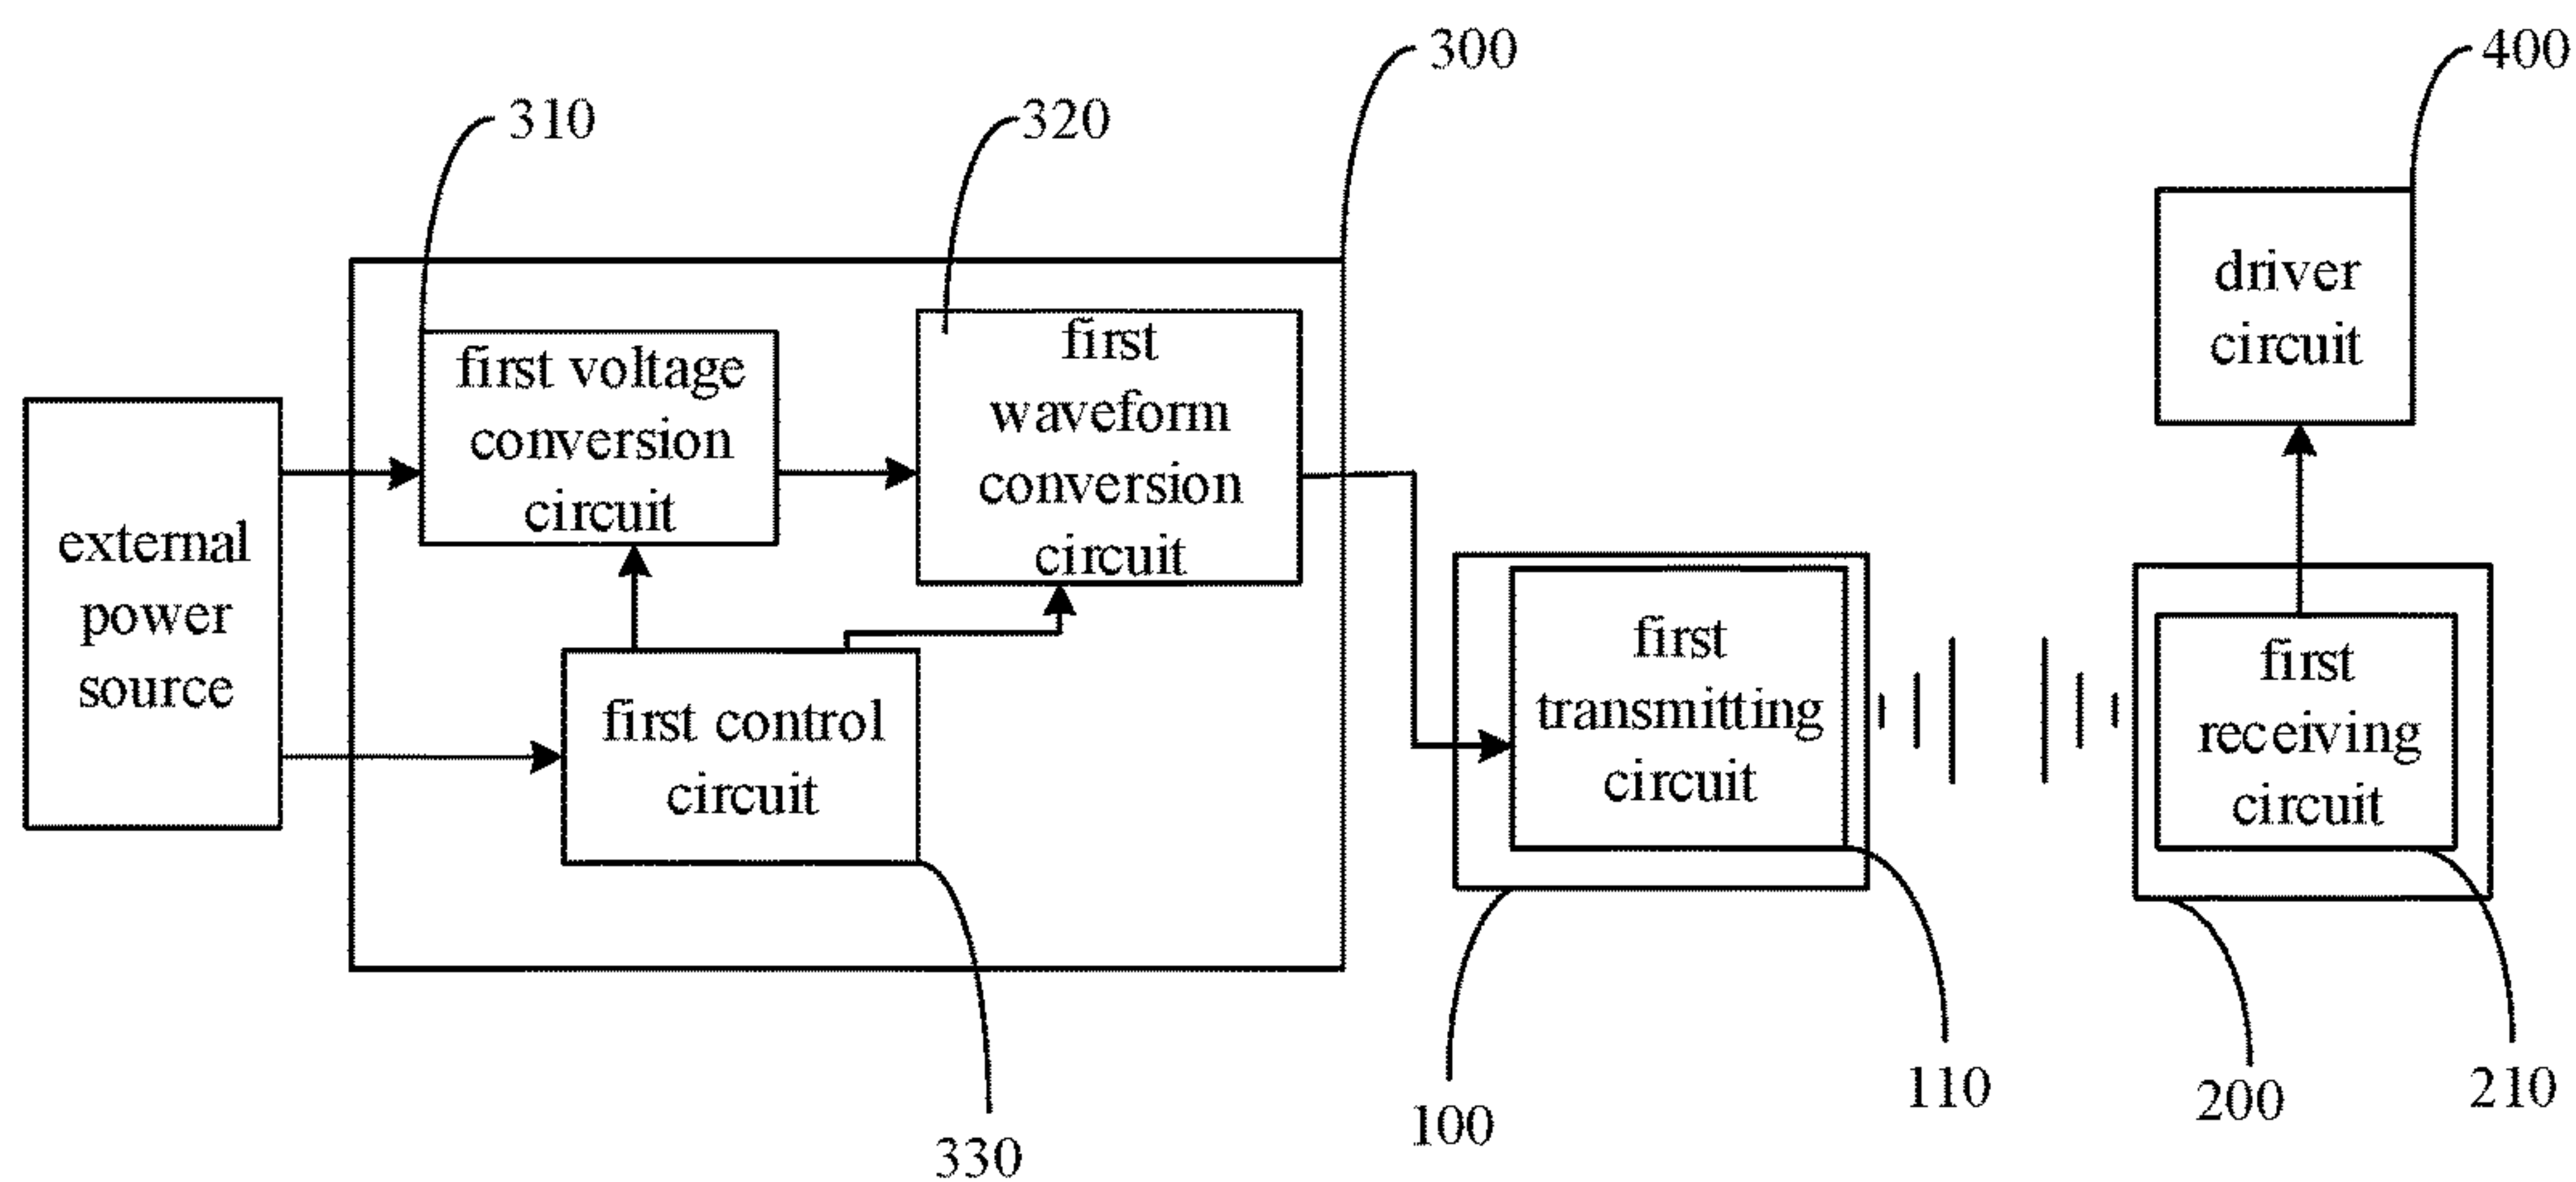 300
400
310
320
driver
circuit
first voltage
conversion
circuit
first
waveform
conversion
circuit
external
power
source
first control
circuit
first
transmitting
circuit
first
receiving
circuit
110
210
200
100
330